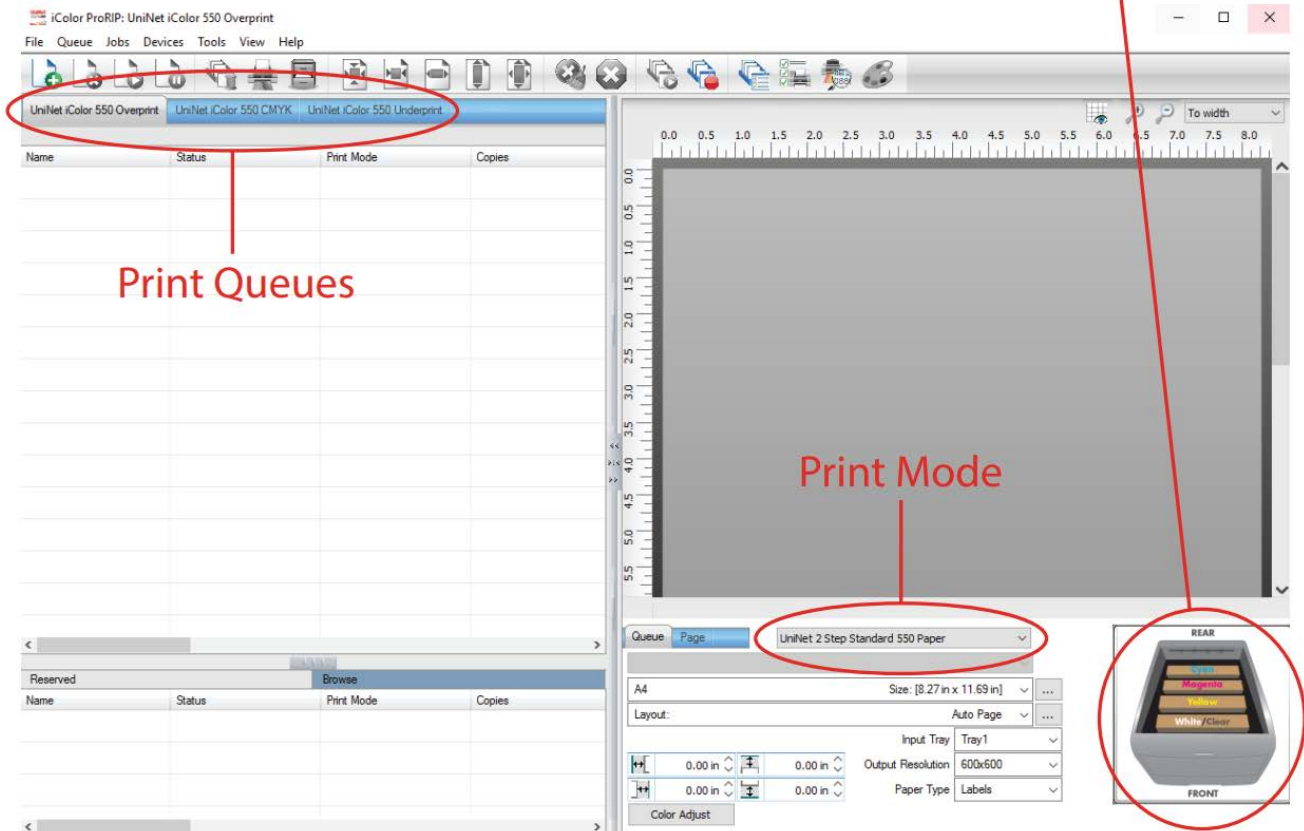 iColor ProRIP: UniNet iColor 550 Overprint
File Queue Jobs Devices Tools View Help
UniNet iColor 550 Overprint UniNet iColor 550 CMYK UniNet iColor 550 Underprint
Name Status Print Mode Copies
Print Queues
To width
0.0 0.5 1.0 1.5 2.0 2.5 3.0 3.5 4.0 4.5 5.0 5.5 6.0 6.5 7.0 7.5 8.0
0.0
0.5
1.0
1.5
2.0
2.5
3.0
3.5
4.0
4.5
5.0
5.5
Print Mode
Reserved Browse
Name Status Print Mode Copies
Queue Page UniNet 2 Step Standard 550 Paper
A4 Size: [8.27 in x 11.69 in] ...
Layout: Auto Page ...
Input Tray Tray1
0.00 in 0.00 in Output Resolution 600x600
0.00 in 0.00 in Paper Type Labels
Color Adjust
REAR
Cyan
Magenta
Yellow
White/Clear
FRONT